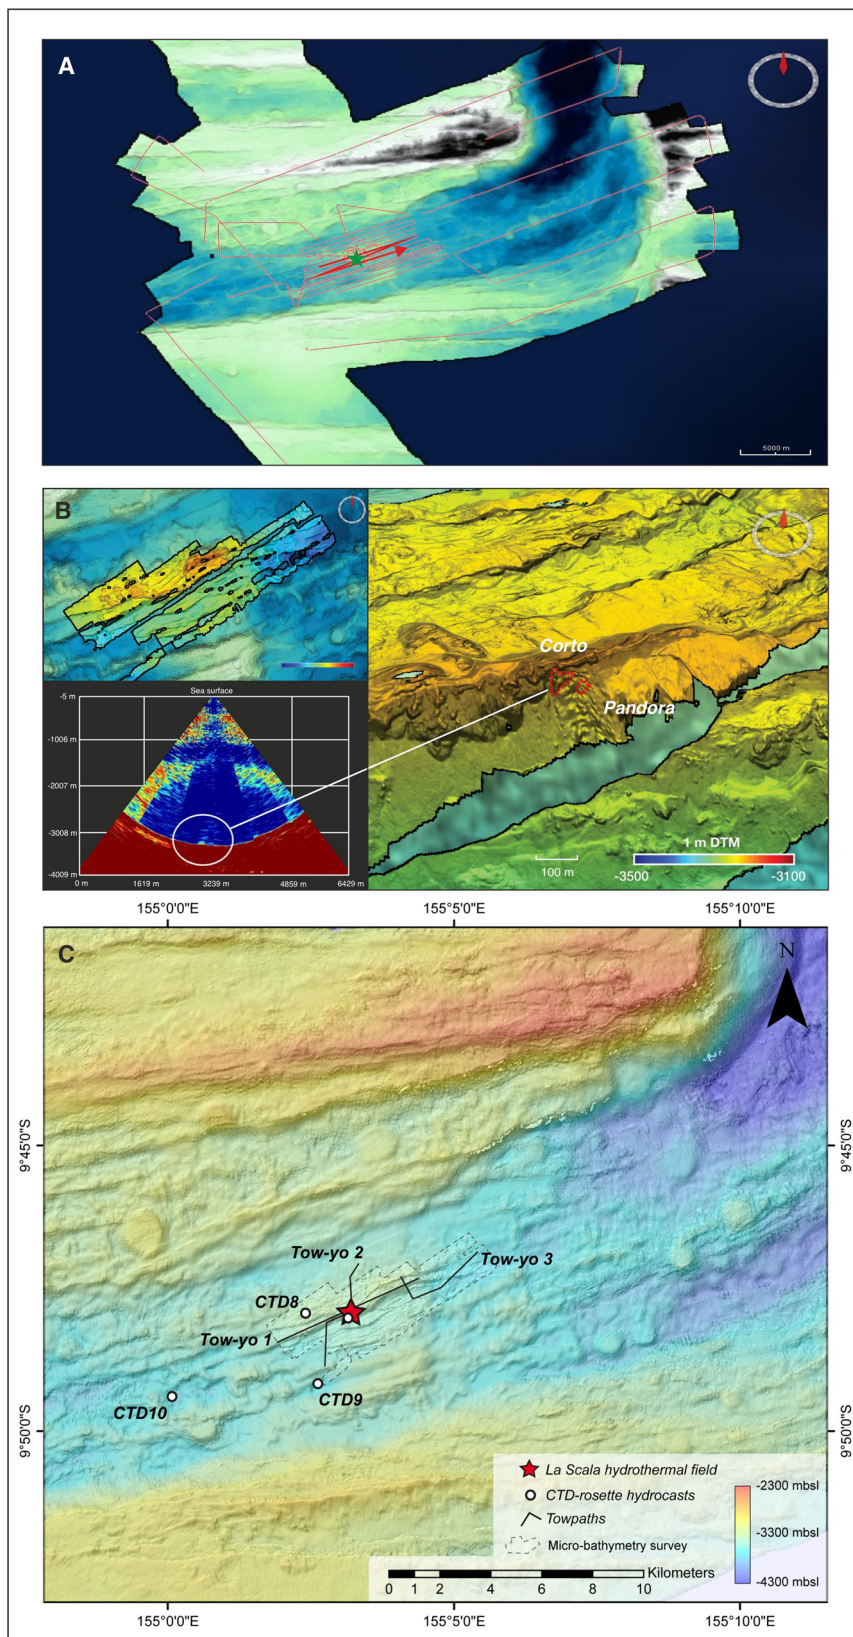 A
5000 m
B
Sea surface
-5 m
-1006 m
-2007 m
-3008 m
-4009 m
0 m 1619 m 3239 m 4859 m 6429 m
Corto
Pandora
100 m
1 m DTM
-3500 -3100
155°0'0"E 155°5'0"E 155°10'0"E
C
N
9°45'0"S 9°45'0"S
Tow-yo 2
Tow-yo 3
CTD8
Tow-yo 1
CTD9
CTD10
9°50'0"S 9°50'0"S
La Scala hydrothermal field
CTD-rosette hydrocasts
Towpaths
Micro-bathymetry survey
-2300 mbsl
-3300 mbsl
-4300 mbsl
Kilometers
0 1 2 4 6 8 10
155°0'0"E 155°5'0"E 155°10'0"E